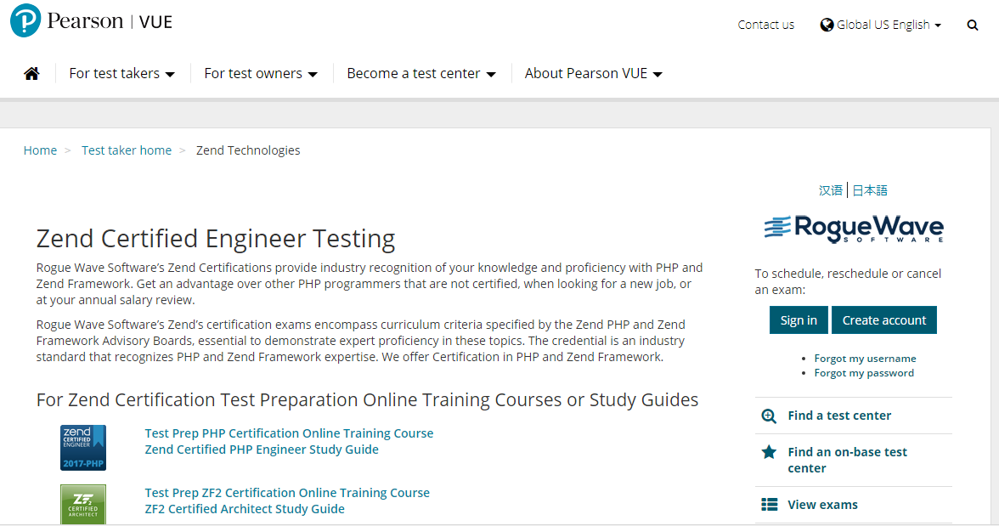 Pearson | VUE
Contact us
Global US English
For test takers
For test owners
Become a test center
About Pearson VUE
Home > Test taker home > Zend Technologies
汉语 | 日本語
RogueWave
SOFTWARE
Zend Certified Engineer Testing
Rogue Wave Software’s Zend Certifications provide industry recognition of your knowledge and proficiency with PHP and
Zend Framework. Get an advantage over other PHP programmers that are not certified, when looking for a new job, or
at your annual salary review.
Rogue Wave Software’s Zend’s certification exams encompass curriculum criteria specified by the Zend PHP and Zend
Framework Advisory Boards, essential to demonstrate expert proficiency in these topics. The credential is an industry
standard that recognizes PHP and Zend Framework expertise. We offer Certification in PHP and Zend Framework.
For Zend Certification Test Preparation Online Training Courses or Study Guides
zend
CERTIFIED
ENGINEER
2017-PHP
Test Prep PHP Certification Online Training Course
Zend Certified PHP Engineer Study Guide
ZF2
CERTIFIED
ARCHITECT
Test Prep ZF2 Certification Online Training Course
ZF2 Certified Architect Study Guide
To schedule, reschedule or cancel
an exam:
Sign in
Create account
• Forgot my username
• Forgot my password
Find a test center
Find an on-base test
center
View exams